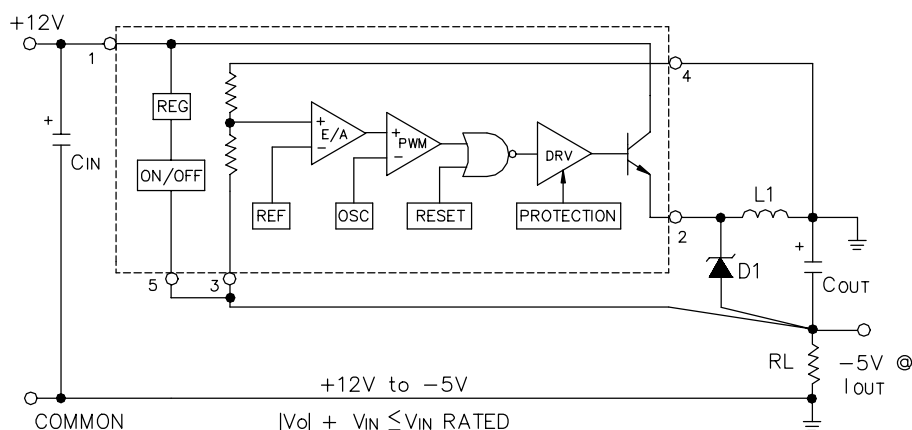 +12V
1
4
REG
+
E/A
−
+
PWM
−
DRV
+
CIN
ON/OFF
REF
OSC
RESET
PROTECTION
2
L1
+
COUT
D1
5
3
RL
−5V @
IOUT
+12V to −5V
COMMON
|Vo| + VIN ≤ VIN RATED